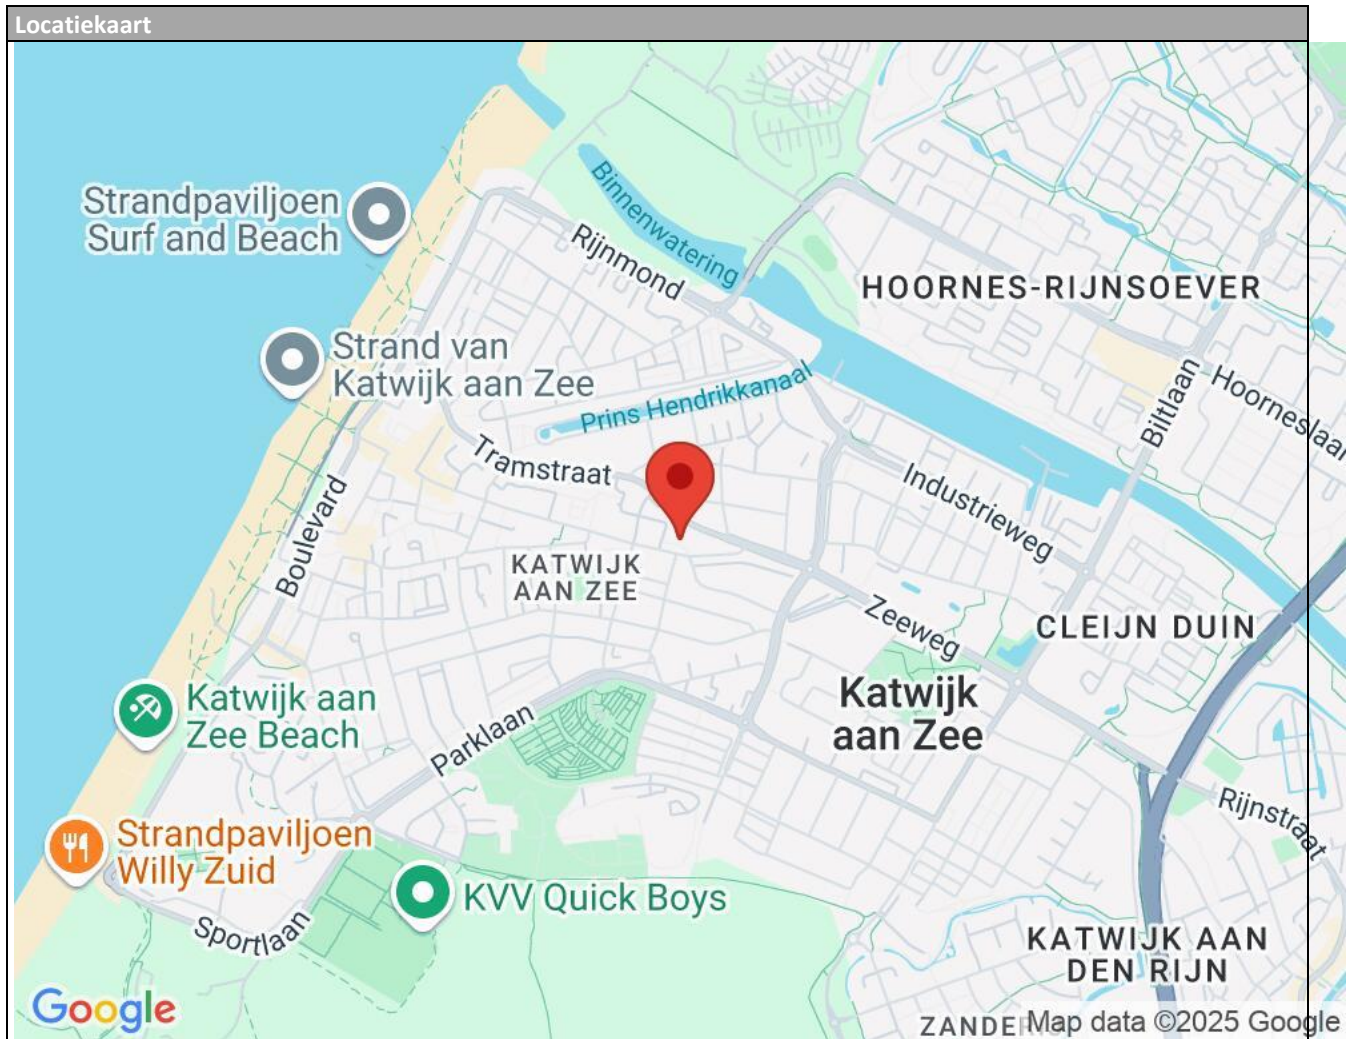 Locatiekaart
Strandpaviljoen
Surf and Beach
Binnenwatering
Rijnmond
HOORNES-RIJNSOEVER
Strand van
Katwijk aan Zee
Prins Hendrikkanaal
Biltlaan
Hoorneslaan
Tramstraat
Industrieweg
Boulevard
KATWIJK
AAN ZEE
Zeeweg
CLEIJN DUIN
Katwijk
aan Zee
Katwijk aan
Zee Beach
Parklaan
Rijnstraat
Strandpaviljoen
Willy Zuid
KVV Quick Boys
Sportlaan
KATWIJK AAN
DEN RIJN
Google
ZANDE
Map data ©2025 Google